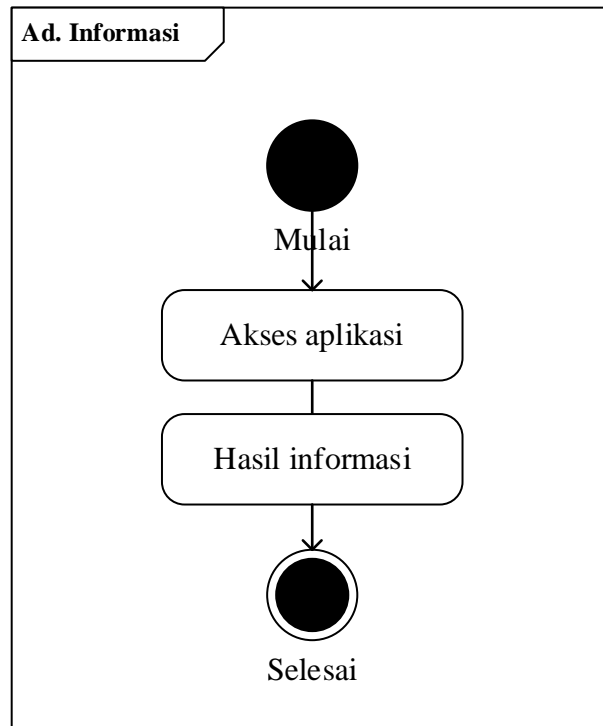 Ad. Informasi
Mulai
Akses aplikasi
Hasil informasi
Selesai